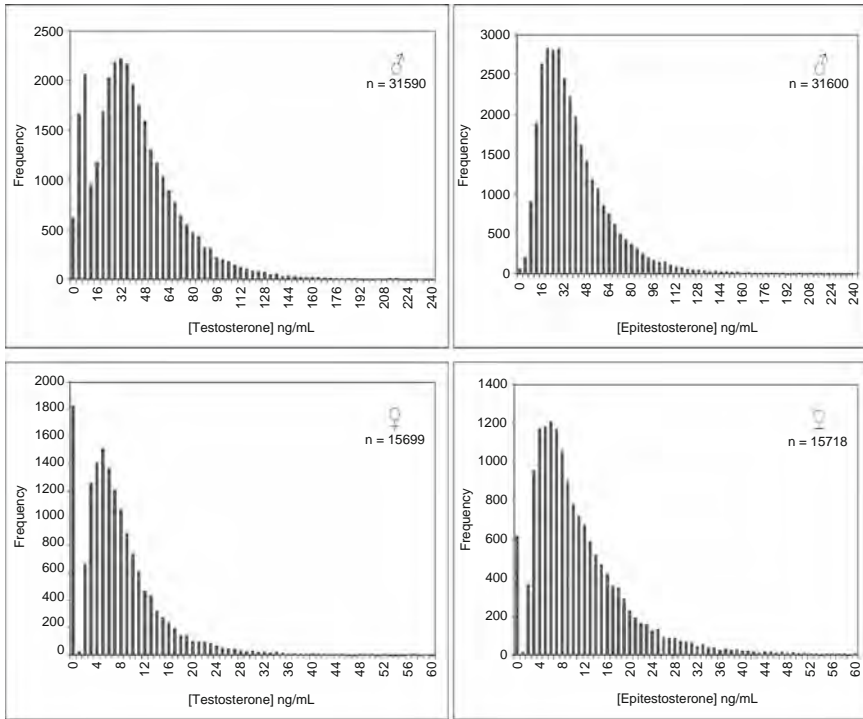 2500
2000
1500
1000
500
0
Frequency
n = 31590
0 16 32 48 64 80 96 112 128 144 160 176 192 208 224 240
[Testosterone] ng/mL
3000
2500
2000
1500
1000
500
0
Frequency
n = 31600
0 16 32 48 64 80 96 112 128 144 160 176 192 208 224 240
[Epitestosterone] ng/mL
2000
1800
1600
1400
1200
1000
800
600
400
200
0
Frequency
n = 15699
0 4 8 12 16 20 24 28 32 36 40 44 48 52 56 60
[Testosterone] ng/mL
1400
1200
1000
800
600
400
200
0
Frequency
n = 15718
0 4 8 12 16 20 24 28 32 36 40 44 48 52 56 60
[Epitestosterone] ng/mL